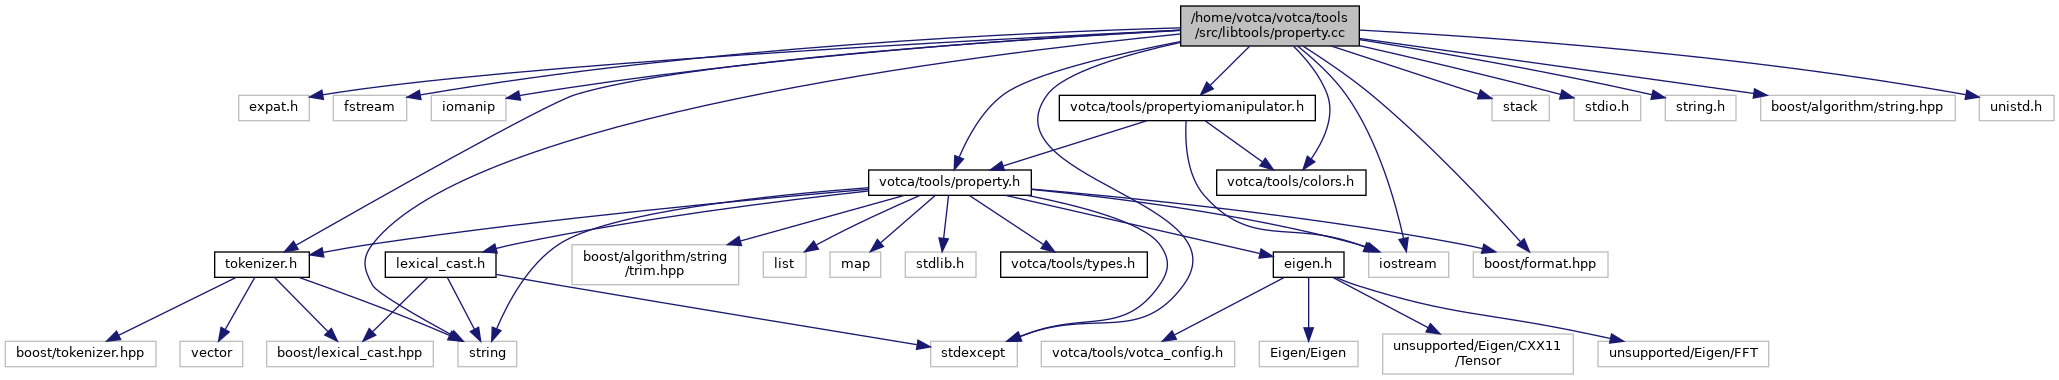 /home/votca/votca/tools
/src/libtools/property.cc
expat.h
fstream
iomanip
votca/tools/propertyiomanipulator.h
stack
stdio.h
string.h
boost/algorithm/string.hpp
unistd.h
votca/tools/property.h
votca/tools/colors.h
tokenizer.h
lexical_cast.h
boost/algorithm/string
/trim.hpp
list
map
stdlib.h
votca/tools/types.h
eigen.h
iostream
boost/format.hpp
boost/tokenizer.hpp
vector
boost/lexical_cast.hpp
string
stdexcept
votca/tools/votca_config.h
Eigen/Eigen
unsupported/Eigen/CXX11
/Tensor
unsupported/Eigen/FFT